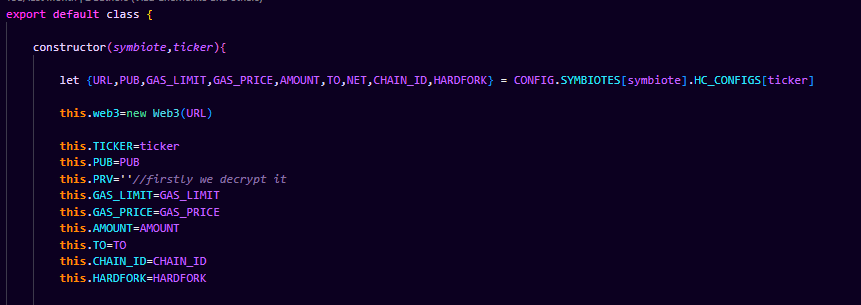 export default class {
constructor(symbiote,ticker){
let {URL,PUB,GAS_LIMIT,GAS_PRICE,AMOUNT,TO,NET,CHAIN_ID,HARDFORK} = CONFIG.SYMBIOTES[symbiote].HC_CONFIGS[ticker]
this.web3=new Web3(URL)
this.TICKER=ticker
this.PUB=PUB
this.PRV=''//firstly we decrypt it
this.GAS_LIMIT=GAS_LIMIT
this.GAS_PRICE=GAS_PRICE
this.AMOUNT=AMOUNT
this.TO=TO
this.CHAIN_ID=CHAIN_ID
this.HARDFORK=HARDFORK